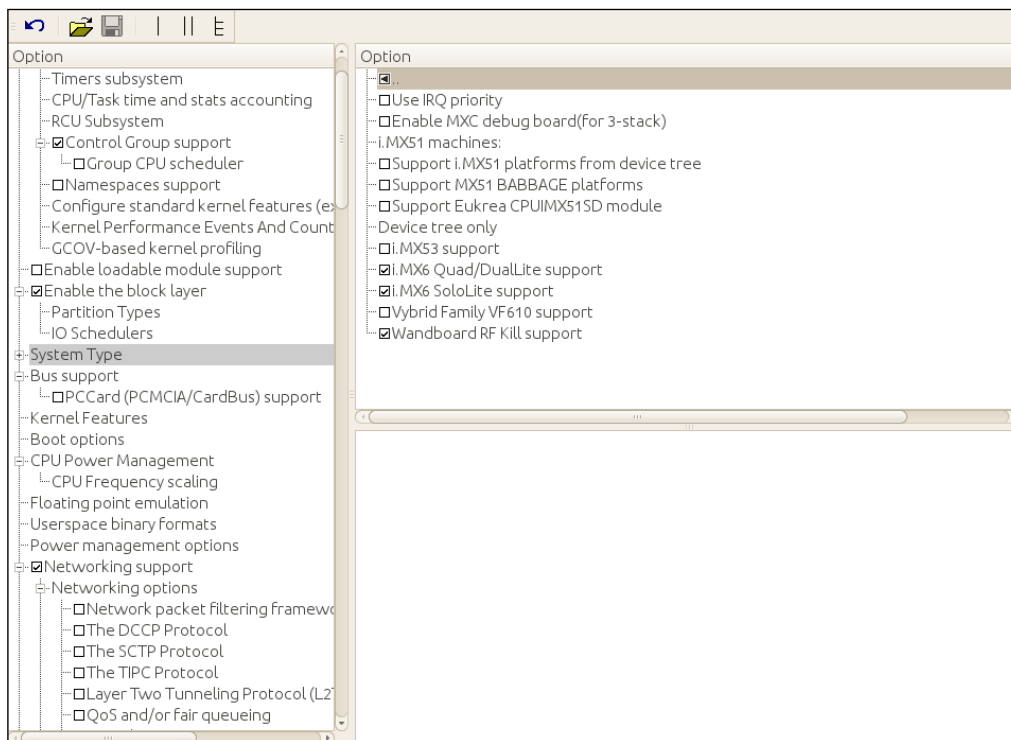 Option
Timers subsystem
CPU/Task time and stats accounting
RCU Subsystem
Control Group support
Group CPU scheduler
Namespaces support
Configure standard kernel features (ex
Kernel Performance Events And Count
GCOV-based kernel profiling
Enable loadable module support
Enable the block layer
Partition Types
IO Schedulers
System Type
Bus support
PCCard (PCMCIA/CardBus) support
Kernel Features
Boot options
CPU Power Management
CPU Frequency scaling
Floating point emulation
Userspace binary formats
Power management options
Networking support
Networking options
Network packet filtering framewo
The DCCP Protocol
The SCTP Protocol
The TIPC Protocol
Layer Two Tunneling Protocol (L2T
QoS and/or fair queueing
Option
..
Use IRQ priority
Enable MXC debug board(for 3-stack)
i.MX51 machines:
Support i.MX51 platforms from device tree
Support MX51 BABBAGE platforms
Support Eukrea CPUIMX51SD module
Device tree only
i.MX53 support
i.MX6 Quad/DualLite support
i.MX6 SoloLite support
Vybrid Family VF610 support
Wandboard RF Kill support